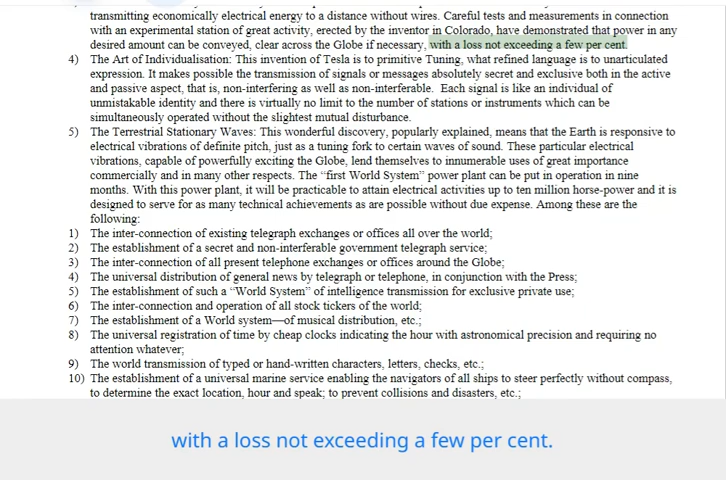 transmitting economically electrical energy to a distance without wires. Careful tests and measurements in connection
with an experimental station of great activity, erected by the inventor in Colorado, have demonstrated that power in any
desired amount can be conveyed, clear across the Globe if necessary, with a loss not exceeding a few per cent.
4) The Art of Individualisation: This invention of Tesla is to primitive Tuning, what refined language is to unarticulated
expression. It makes possible the transmission of signals or messages absolutely secret and exclusive both in the active
and passive aspect, that is, non-interfering as well as non-interferable. Each signal is like an individual of
unmistakable identity and there is virtually no limit to the number of stations or instruments which can be
simultaneously operated without the slightest mutual disturbance.
5) The Terrestrial Stationary Waves: This wonderful discovery, popularly explained, means that the Earth is responsive to
electrical vibrations of definite pitch, just as a tuning fork to certain waves of sound. These particular electrical
vibrations, capable of powerfully exciting the Globe, lend themselves to innumerable uses of great importance
commercially and in many other respects. The “first World System” power plant can be put in operation in nine
months. With this power plant, it will be practicable to attain electrical activities up to ten million horse-power and it is
designed to serve for as many technical achievements as are possible without due expense. Among these are the
following:
1) The inter-connection of existing telegraph exchanges or offices all over the world;
2) The establishment of a secret and non-interferable government telegraph service;
3) The inter-connection of all present telephone exchanges or offices around the Globe;
4) The universal distribution of general news by telegraph or telephone, in conjunction with the Press;
5) The establishment of such a “World System” of intelligence transmission for exclusive private use;
6) The inter-connection and operation of all stock tickers of the world;
7) The establishment of a World system—of musical distribution, etc.;
8) The universal registration of time by cheap clocks indicating the hour with astronomical precision and requiring no
attention whatever;
9) The world transmission of typed or hand-written characters, letters, checks, etc.;
10) The establishment of a universal marine service enabling the navigators of all ships to steer perfectly without compass,
to determine the exact location, hour and speak; to prevent collisions and disasters, etc.;
with a loss not exceeding a few per cent.